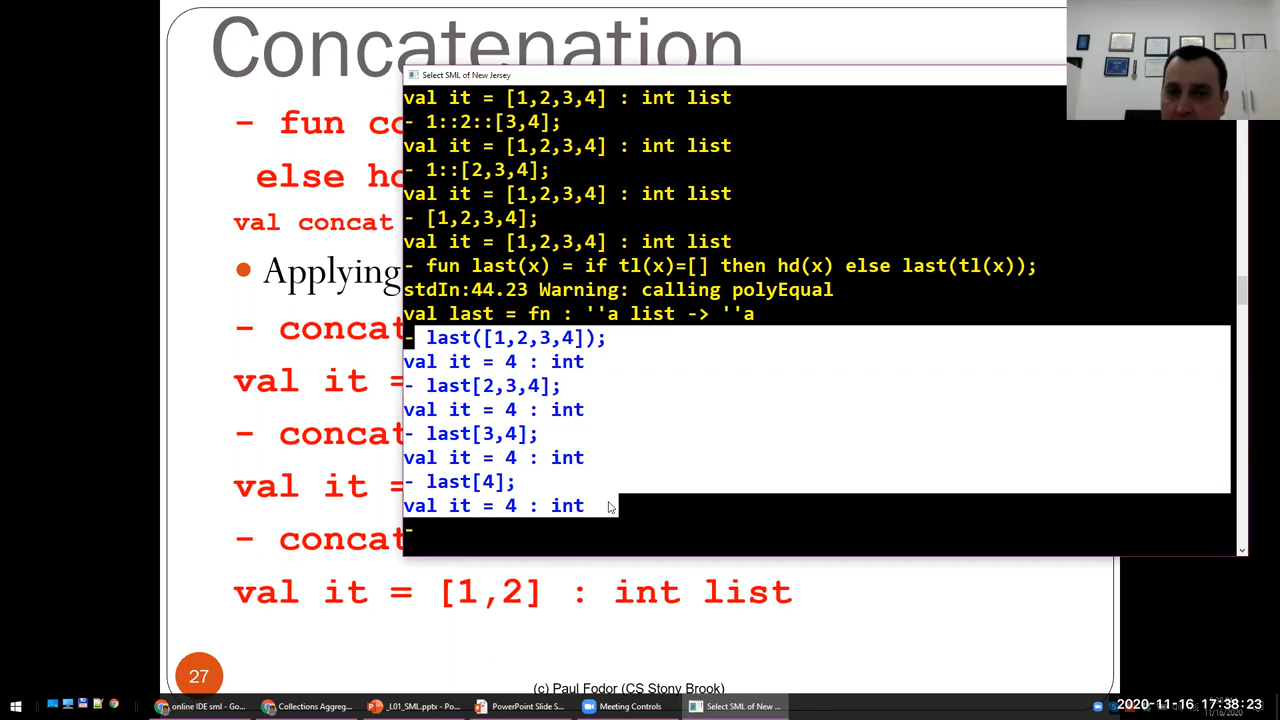 Concatenation
- fun co
else hd
val concat
• Applying
- concat
val it =
- concat
val it =
- concat
val it = [1,2] : int list
27
(c) Paul Fodor (CS Stony Brook)
Select SML of New Jersey
val it = [1,2,3,4] : int list
- 1::2::[3,4];
val it = [1,2,3,4] : int list
- 1::[2,3,4];
val it = [1,2,3,4] : int list
- [1,2,3,4];
val it = [1,2,3,4] : int list
- fun last(x) = if tl(x)=[] then hd(x) else last(tl(x));
stdIn:44.23 Warning: calling polyEqual
val last = fn : ''a list -> ''a
- last([1,2,3,4]);
val it = 4 : int
- last[2,3,4];
val it = 4 : int
- last[3,4];
val it = 4 : int
- last[4];
val it = 4 : int
-
online IDE sml - Go...
Collections Aggreg...
_L01_SML.pptx - Po...
PowerPoint Slide S...
Meeting Controls
Select SML of New ...
2020-11-16 17:38:23
11/16/2020